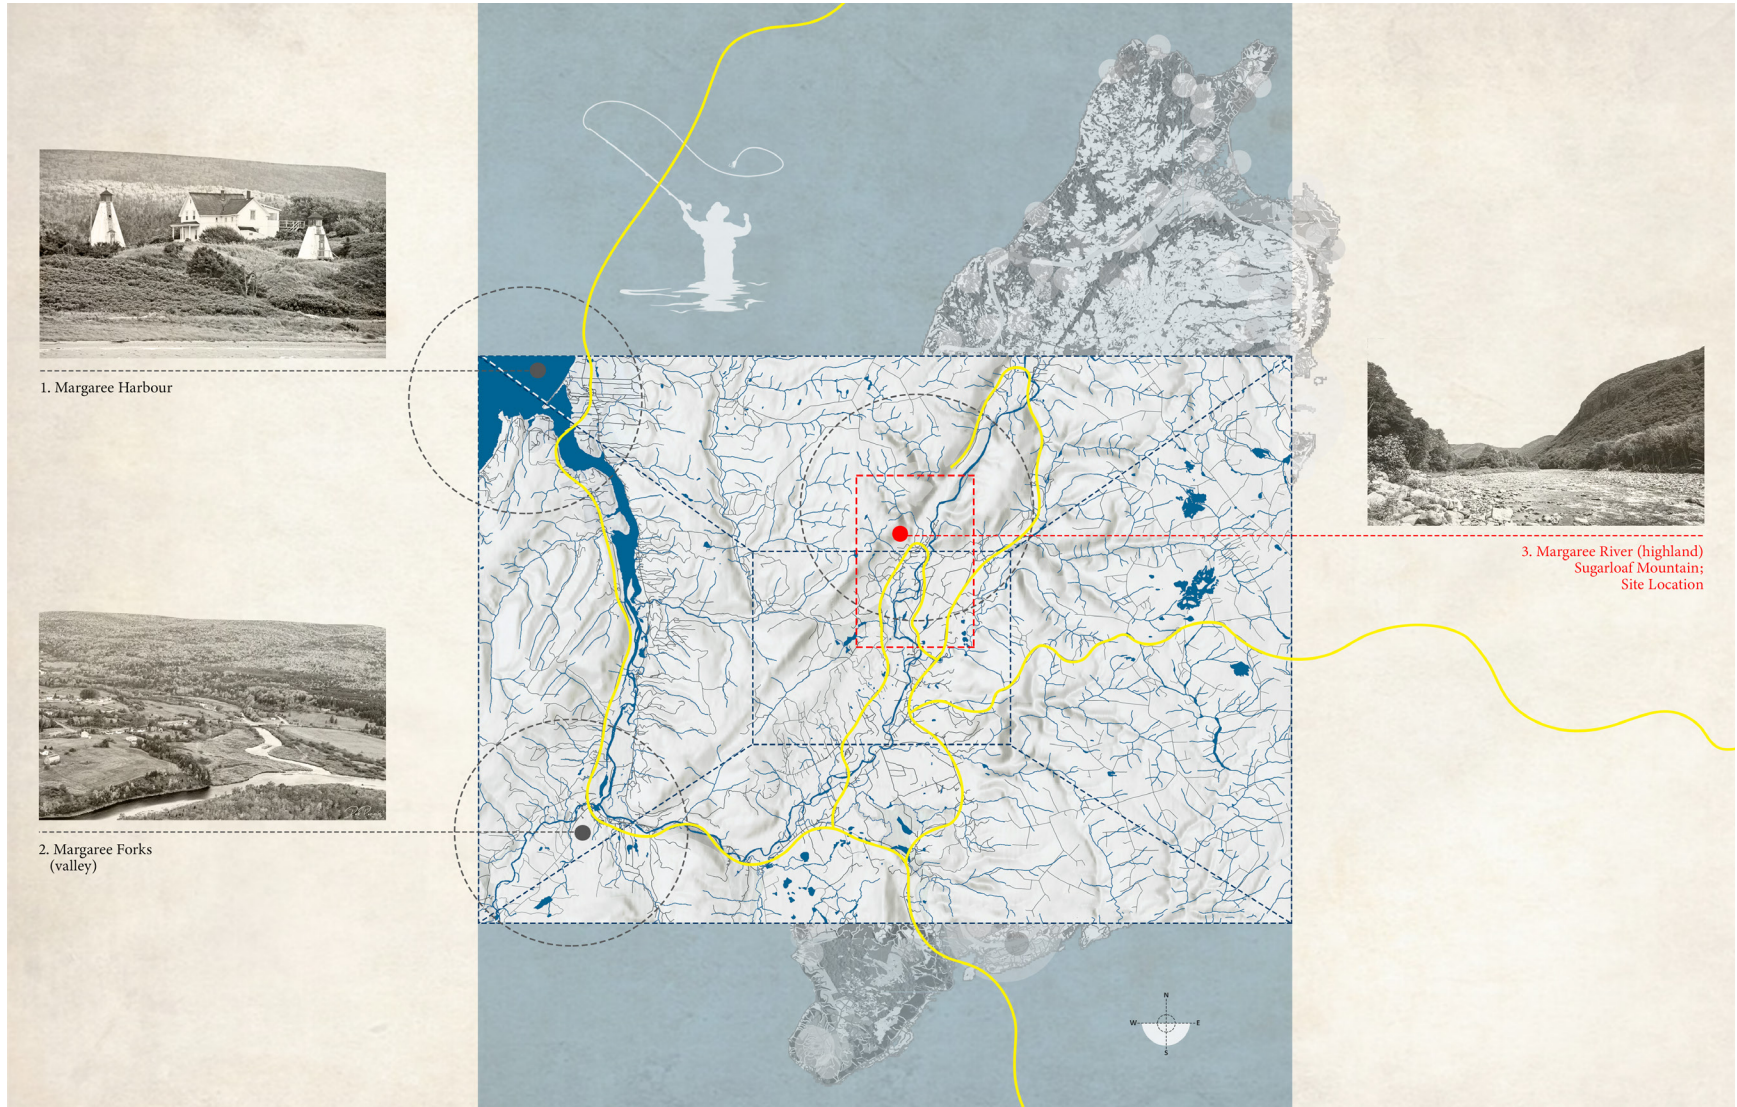 1. Margaree Harbour
2. Margaree Forks
(valley)
3. Margaree River (highland)
Sugarloaf Mountain;
Site Location
N
W
E
S